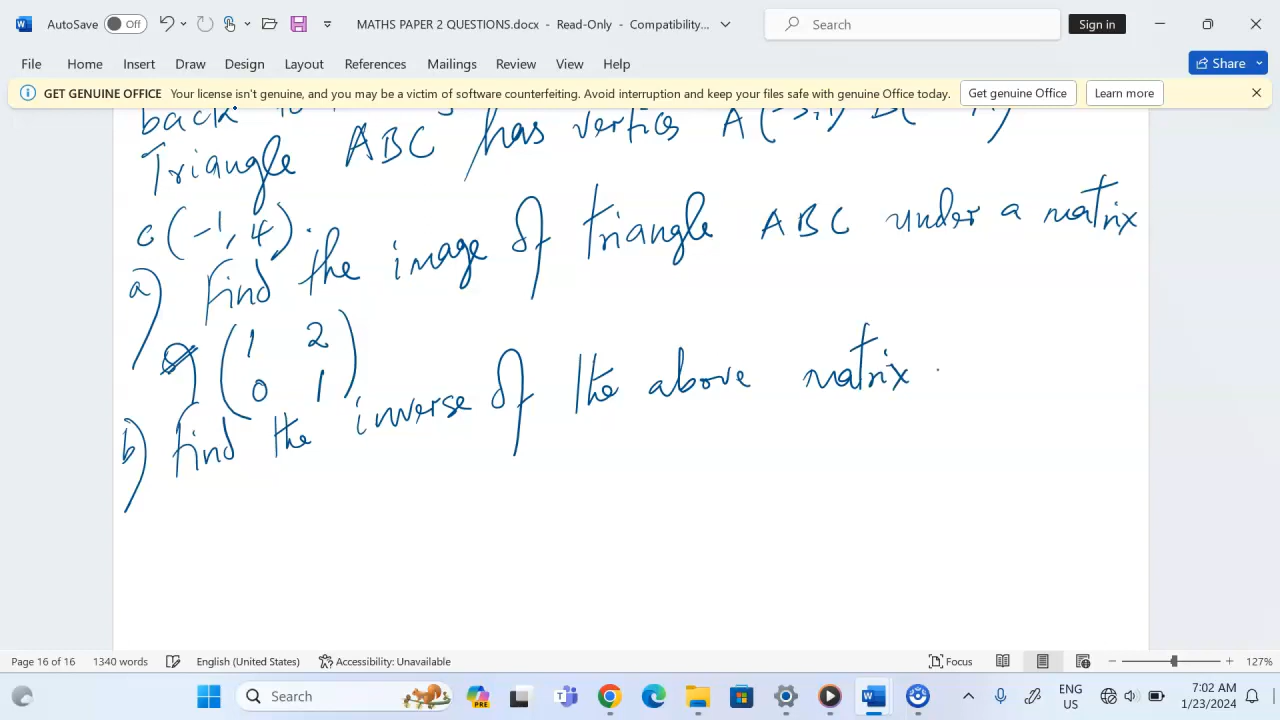 AutoSave Off MATHS PAPER 2 QUESTIONS.docx - Read-Only - Compatibility... Search Sign in
File Home Insert Draw Design Layout References Mailings Review View Help Share
GET GENUINE OFFICE Your license isn't genuine, and you may be a victim of software counterfeiting. Avoid interruption and keep your files safe with genuine Office today. Get genuine Office Learn more
back to
Triangle ABC has vertices A(-3,1) B(
C(-1,4).
a) Find the image of triangle ABC under a matrix
(1 2
0 1)
b) Find the inverse of the above matrix.
Page 16 of 16 1340 words English (United States) Accessibility: Unavailable Focus 127%
Search PRE ENG US 7:02 AM 1/23/2024